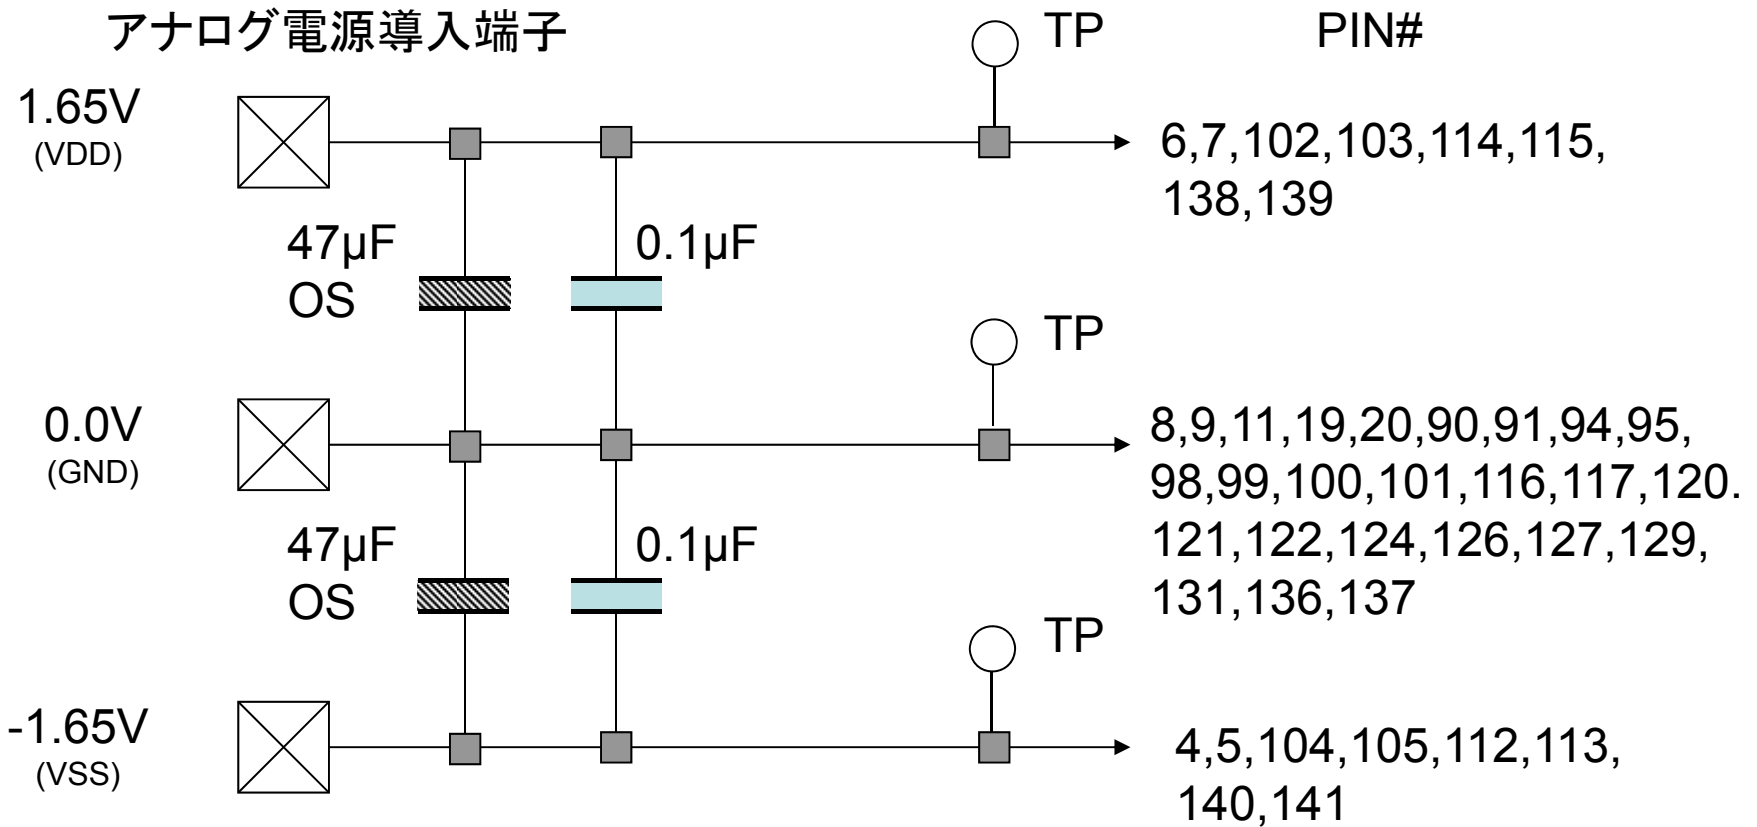 アナログ電源導入端子
TP
PIN#
1.65V
(VDD)
6,7,102,103,114,115,
138,139
47µF
OS
0.1µF
TP
0.0V
(GND)
8,9,11,19,20,90,91,94,95,
98,99,100,101,116,117,120.
121,122,124,126,127,129,
131,136,137
47µF
OS
0.1µF
TP
-1.65V
(VSS)
4,5,104,105,112,113,
140,141